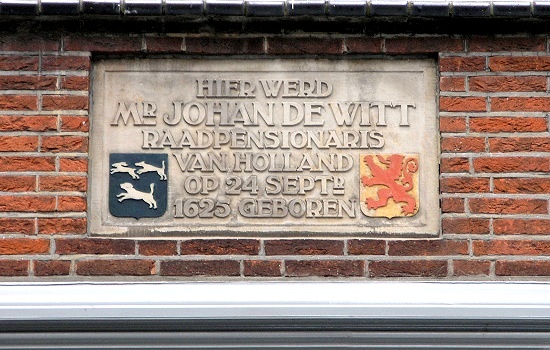 HIER WERD
MR JOHAN DE WITT
RAADPENSIONARIS
VAN HOLLAND
OP 24 SEPTR
1625 GEBOREN